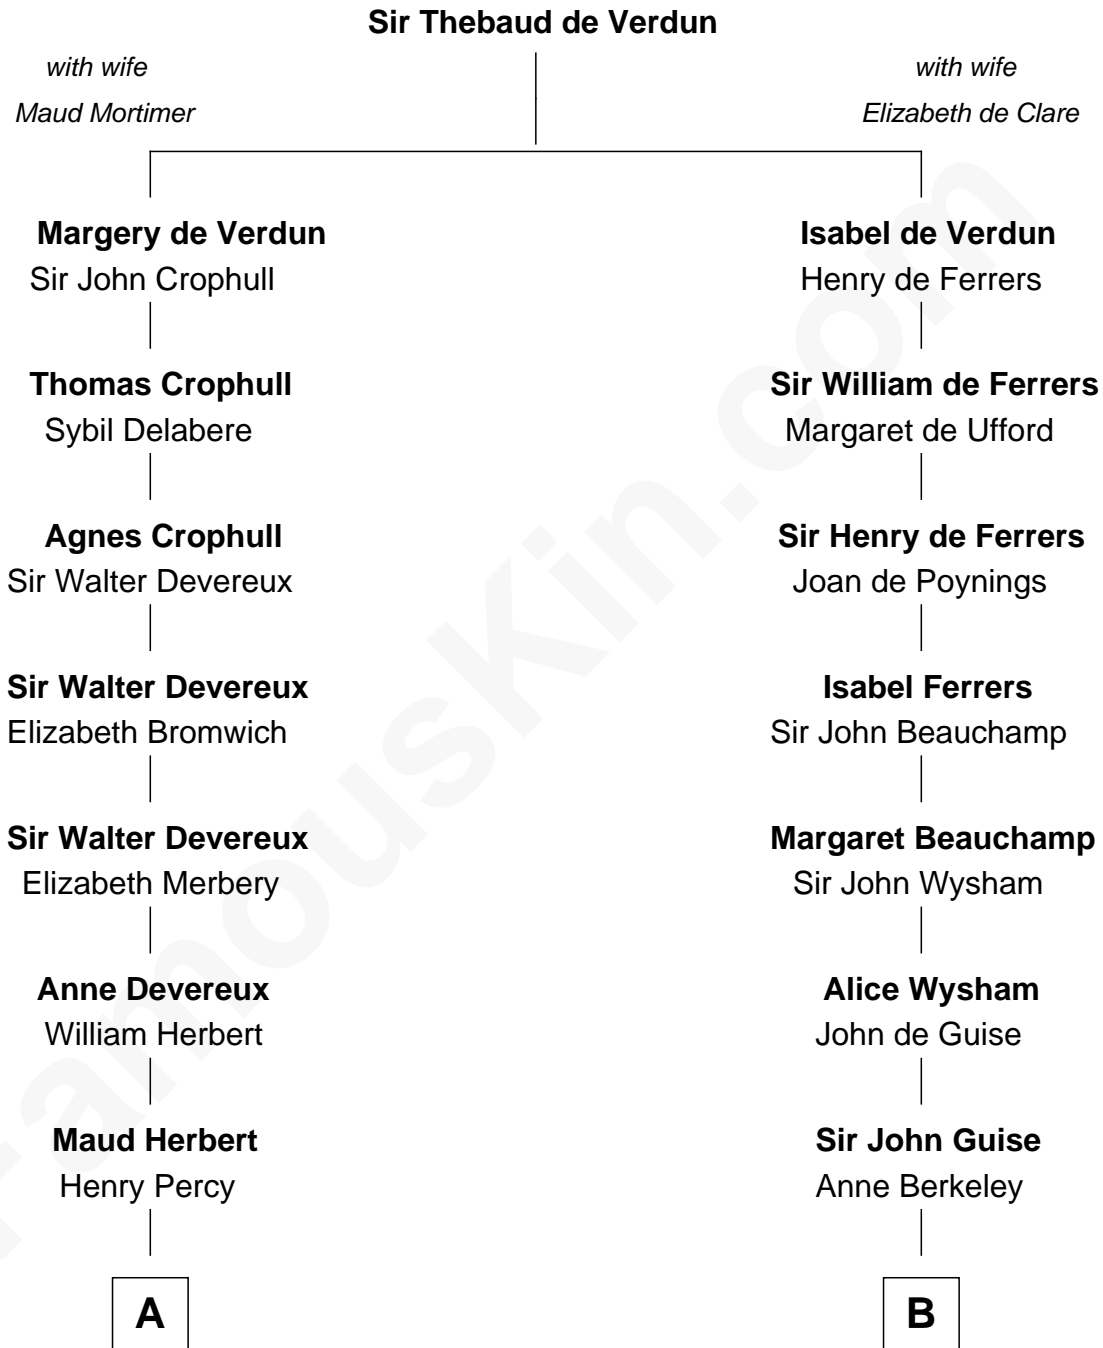 Sir Thebaud de Verdun
with wife
Maud Mortimer
with wife
Elizabeth de Clare
Margery de Verdun
Sir John Crophull
Thomas Crophull
Sybil Delabere
Agnes Crophull
Sir Walter Devereux
Sir Walter Devereux
Elizabeth Bromwich
Sir Walter Devereux
Elizabeth Merbery
Anne Devereux
William Herbert
Maud Herbert
Henry Percy
A
Isabel de Verdun
Henry de Ferrers
Sir William de Ferrers
Margaret de Ufford
Sir Henry de Ferrers
Joan de Poynings
Isabel Ferrers
Sir John Beauchamp
Margaret Beauchamp
Sir John Wysham
Alice Wysham
John de Guise
Sir John Guise
Anne Berkeley
B
FamousKin.com